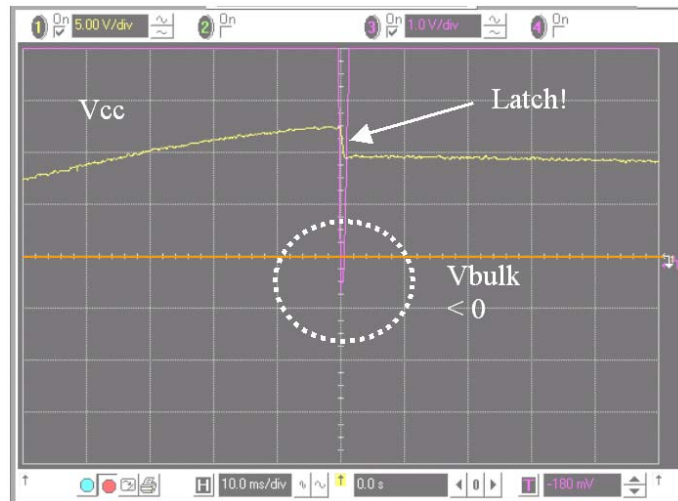 1 On 5.00 V/div 2 On 3 On 1.0 V/div 4 On
Vcc
Latch!
Vbulk
< 0
H 10.0 ms/div 0.0 s 0 T -180 mV